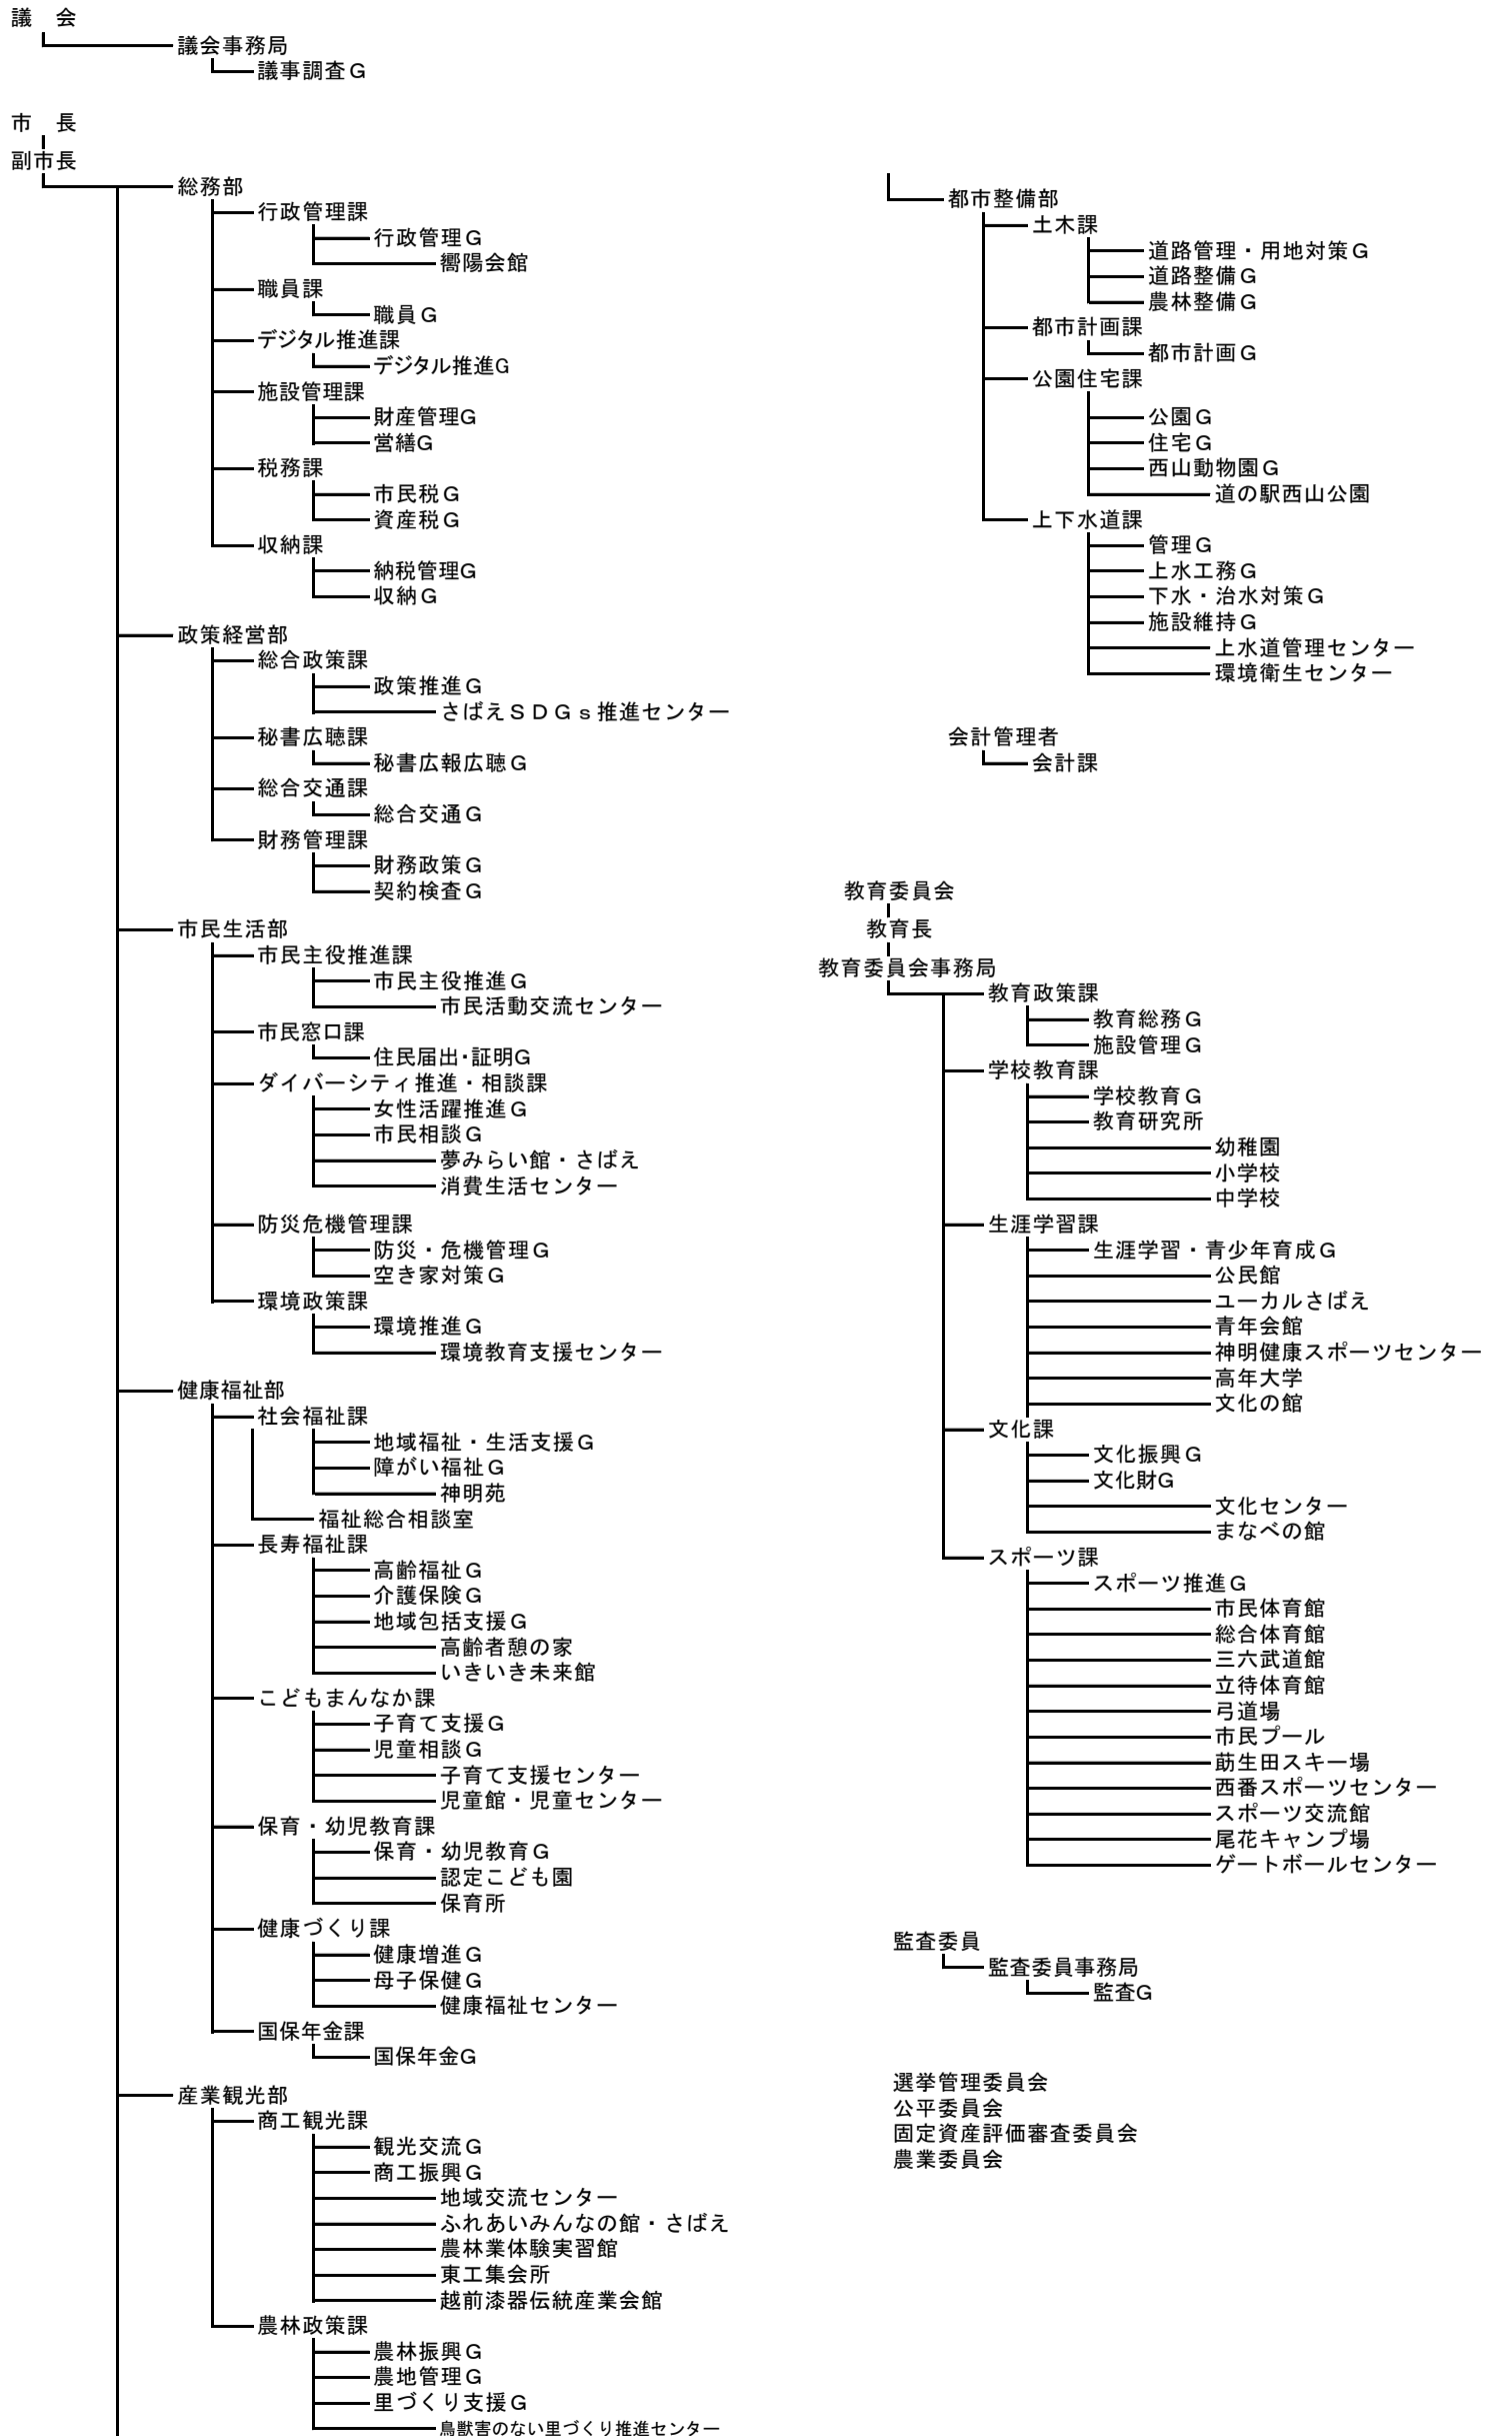 議　会
議会事務局
議事調査Ｇ
市　長
副市長
総務部
行政管理課
行政管理Ｇ
嚮陽会館
職員課
職員Ｇ
デジタル推進課
デジタル推進G
施設管理課
財産管理G
営繕G
税務課
市民税Ｇ
資産税Ｇ
収納課
納税管理G
収納Ｇ
政策経営部
総合政策課
政策推進Ｇ
さばえＳＤＧｓ推進センター
秘書広聴課
秘書広報広聴Ｇ
総合交通課
総合交通Ｇ
財務管理課
財務政策Ｇ
契約検査Ｇ
市民生活部
市民主役推進課
市民主役推進Ｇ
市民活動交流センター
市民窓口課
住民届出･証明G
ダイバーシティ推進・相談課
女性活躍推進Ｇ
市民相談Ｇ
夢みらい館・さばえ
消費生活センター
防災危機管理課
防災・危機管理Ｇ
空き家対策Ｇ
環境政策課
環境推進Ｇ
環境教育支援センター
健康福祉部
社会福祉課
地域福祉・生活支援Ｇ
障がい福祉Ｇ
神明苑
福祉総合相談室
長寿福祉課
高齢福祉Ｇ
介護保険Ｇ
地域包括支援Ｇ
高齢者憩の家
いきいき未来館
こどもまんなか課
子育て支援Ｇ
児童相談Ｇ
子育て支援センター
児童館・児童センター
保育・幼児教育課
保育・幼児教育Ｇ
認定こども園
保育所
健康づくり課
健康増進Ｇ
母子保健Ｇ
健康福祉センター
国保年金課
国保年金G
産業観光部
商工観光課
観光交流Ｇ
商工振興Ｇ
地域交流センター
ふれあいみんなの館・さばえ
農林業体験実習館
東工集会所
越前漆器伝統産業会館
農林政策課
農林振興Ｇ
農地管理Ｇ
里づくり支援Ｇ
鳥獣害のない里づくり推進センター
都市整備部
土木課
道路管理・用地対策Ｇ
道路整備Ｇ
農林整備Ｇ
都市計画課
都市計画Ｇ
公園住宅課
公園Ｇ
住宅Ｇ
西山動物園Ｇ
道の駅西山公園
上下水道課
管理Ｇ
上水工務Ｇ
下水・治水対策Ｇ
施設維持Ｇ
上水道管理センター
環境衛生センター
会計管理者
会計課
教育委員会
教育長
教育委員会事務局
教育政策課
教育総務Ｇ
施設管理Ｇ
学校教育課
学校教育Ｇ
教育研究所
幼稚園
小学校
中学校
生涯学習課
生涯学習・青少年育成Ｇ
公民館
ユーカルさばえ
青年会館
神明健康スポーツセンター
高年大学
文化の館
文化課
文化振興Ｇ
文化財G
文化センター
まなべの館
スポーツ課
スポーツ推進Ｇ
市民体育館
総合体育館
三六武道館
立待体育館
弓道場
市民プール
莇生田スキー場
西番スポーツセンター
スポーツ交流館
尾花キャンプ場
ゲートボールセンター
監査委員
監査委員事務局
監査G
選挙管理委員会
公平委員会
固定資産評価審査委員会
農業委員会